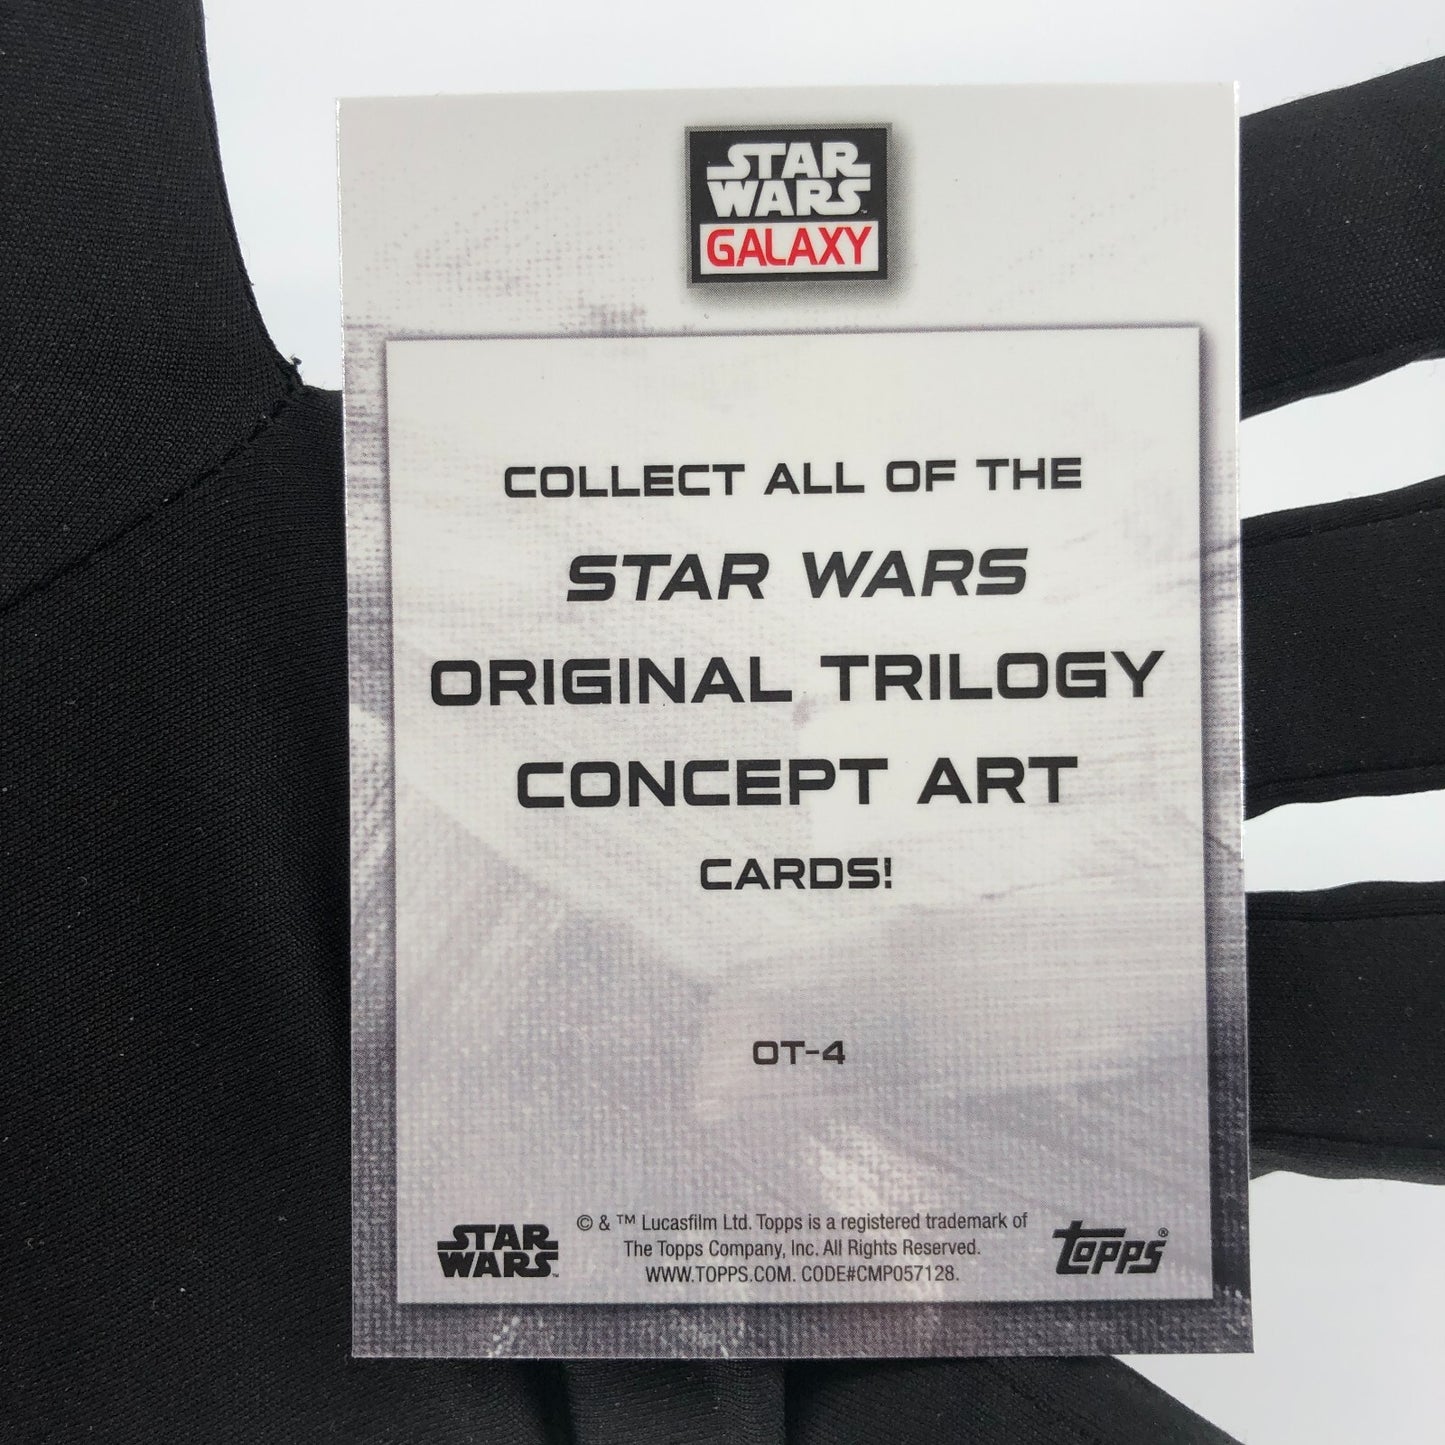 STAR
WARS
GALAXY
COLLECT ALL OF THE
STAR WARS
ORIGINAL TRILOGY
CONCEPT ART
CARDS!
OT-4
STAR
WARS
© & ™ Lucasfilm Ltd. Topps is a registered trademark of
The Topps Company, Inc. All Rights Reserved.
WWW.TOPPS.COM. CODE#CMP057128.
topps®